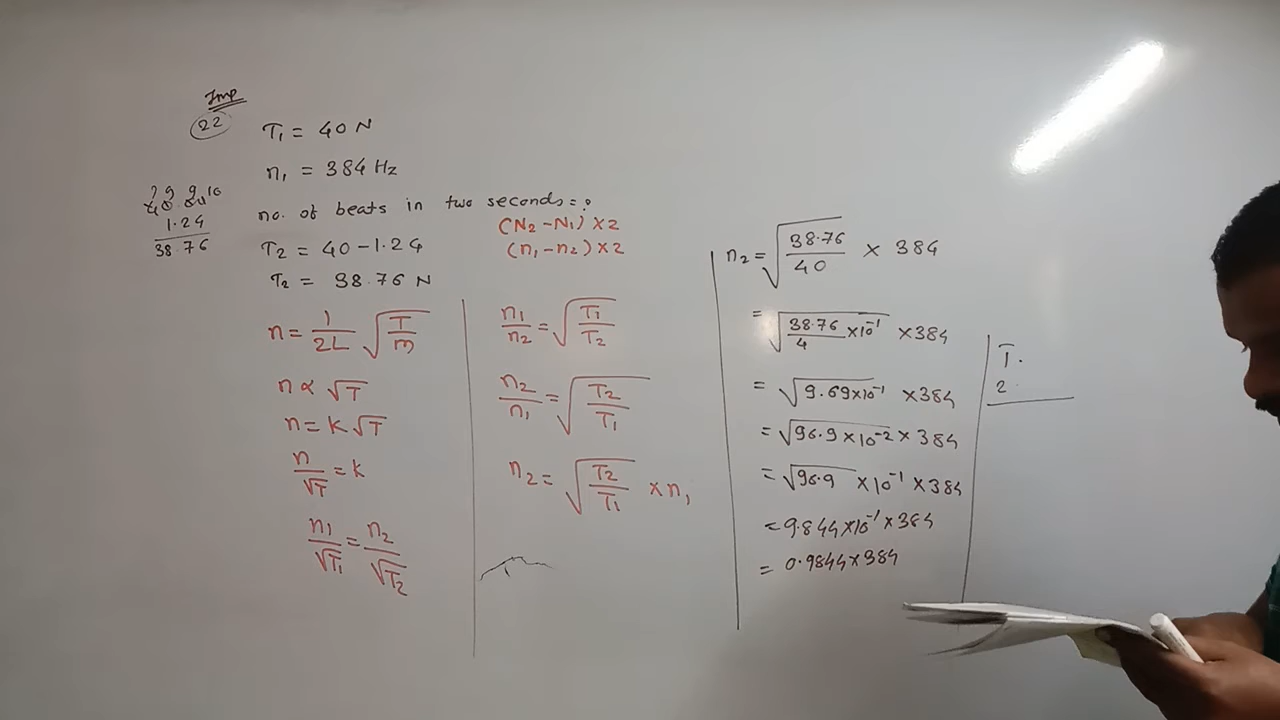 Imp
22
T₁ = 40 N
n₁ = 384 Hz
1.24
38.76
no. of beats in two seconds = ?
(N₂ - N₁) × 2
T₂ = 40 - 1.24
(n₁ - n₂) × 2
T₂ = 38.76 N
n = 1/2L √(T/m)
n ∝ √T
n = K √T
n/√T = K
n₁/√T₁ = n₂/√T₂
n₁/n₂ = √(T₁/T₂)
n₂/n₁ = √(T₂/T₁)
n₂ = √(T₂/T₁) × n₁
n₂ = √(38.76/40) × 384
= √(38.76/4 × 10⁻¹) × 384
= √(9.69 × 10⁻¹) × 384
= √(96.9 × 10⁻²) × 384
= √96.9 × 10⁻¹ × 384
= 9.844 × 10⁻¹ × 384
= 0.9844 × 384
T.
2